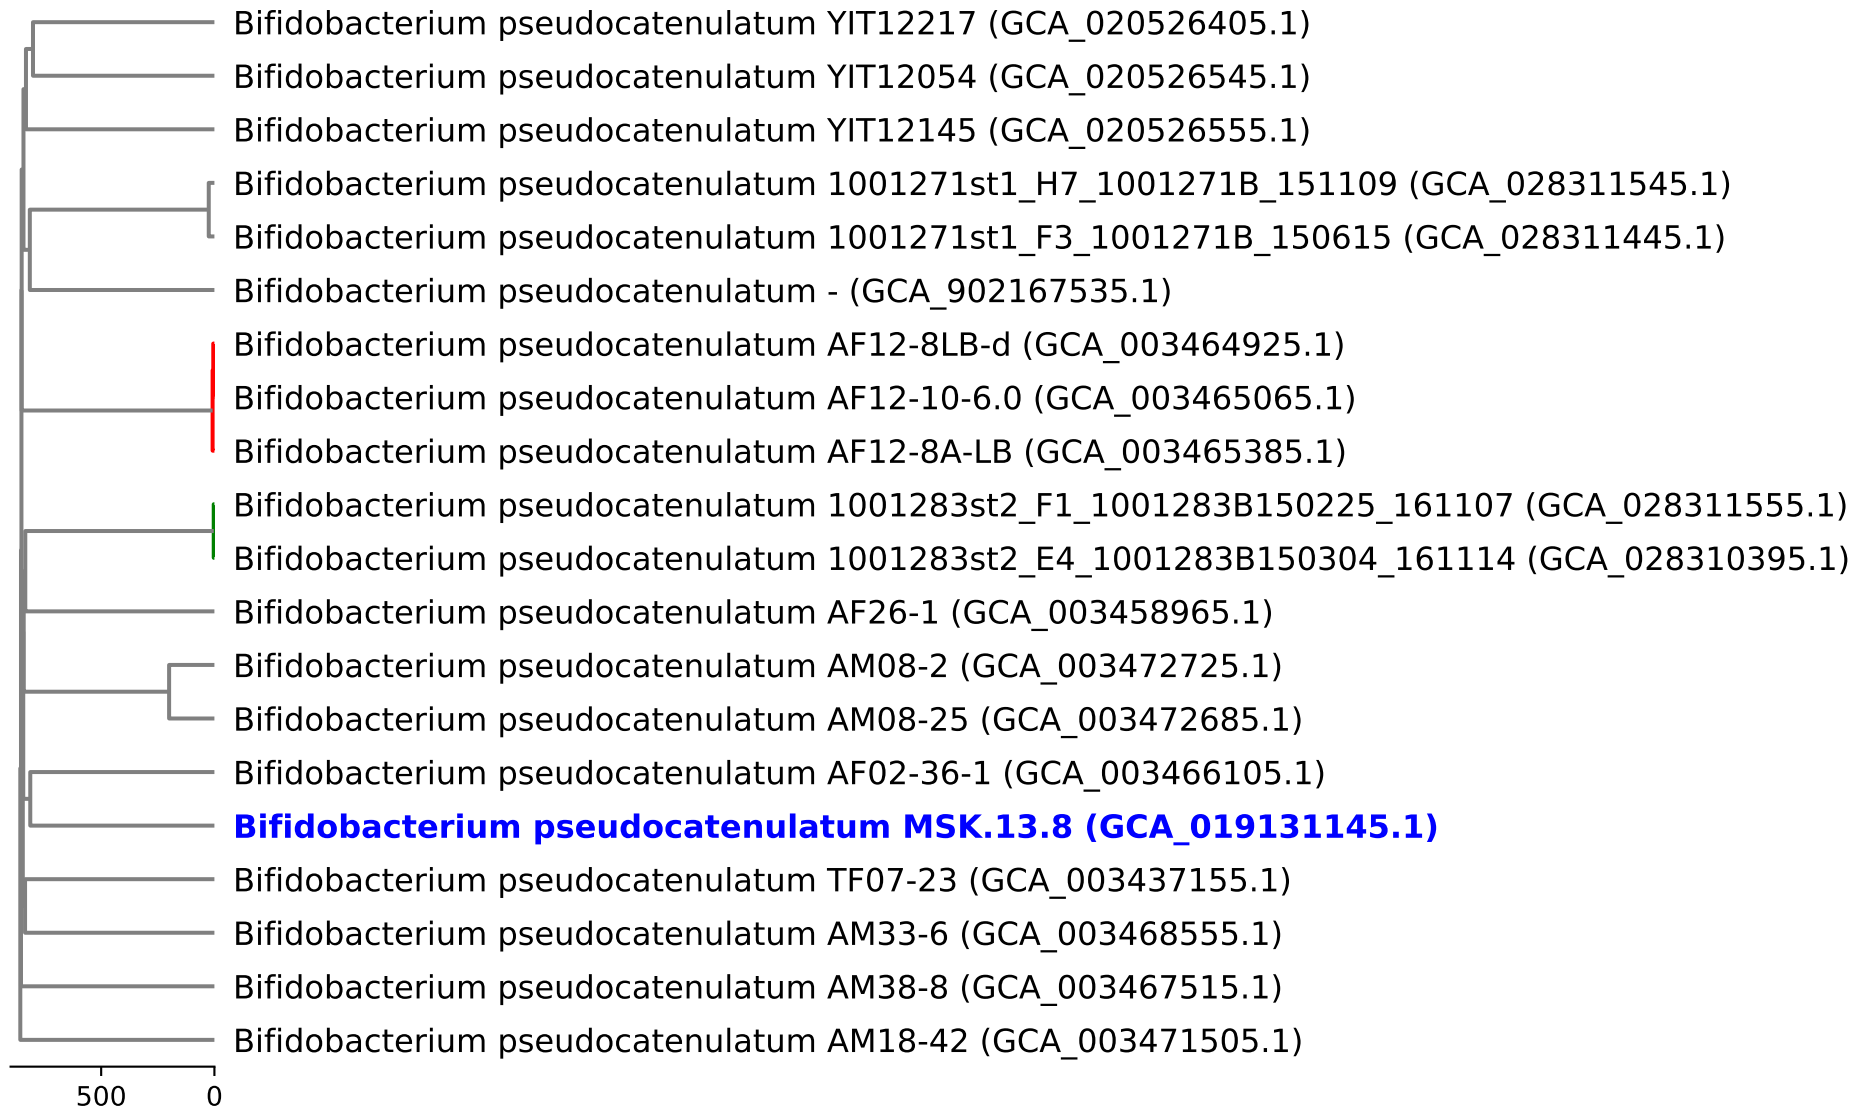 Bifidobacterium pseudocatenulatum YIT12217 (GCA_020526405.1)
Bifidobacterium pseudocatenulatum YIT12054 (GCA_020526545.1)
Bifidobacterium pseudocatenulatum YIT12145 (GCA_020526555.1)
Bifidobacterium pseudocatenulatum 1001271st1_H7_1001271B_151109 (GCA_028311545.1)
Bifidobacterium pseudocatenulatum 1001271st1_F3_1001271B_150615 (GCA_028311445.1)
Bifidobacterium pseudocatenulatum - (GCA_902167535.1)
Bifidobacterium pseudocatenulatum AF12-8LB-d (GCA_003464925.1)
Bifidobacterium pseudocatenulatum AF12-10-6.0 (GCA_003465065.1)
Bifidobacterium pseudocatenulatum AF12-8A-LB (GCA_003465385.1)
Bifidobacterium pseudocatenulatum 1001283st2_F1_1001283B150225_161107 (GCA_028311555.1)
Bifidobacterium pseudocatenulatum 1001283st2_E4_1001283B150304_161114 (GCA_028310395.1)
Bifidobacterium pseudocatenulatum AF26-1 (GCA_003458965.1)
Bifidobacterium pseudocatenulatum AM08-2 (GCA_003472725.1)
Bifidobacterium pseudocatenulatum AM08-25 (GCA_003472685.1)
Bifidobacterium pseudocatenulatum AF02-36-1 (GCA_003466105.1)
Bifidobacterium pseudocatenulatum MSK.13.8 (GCA_019131145.1)
Bifidobacterium pseudocatenulatum TF07-23 (GCA_003437155.1)
Bifidobacterium pseudocatenulatum AM33-6 (GCA_003468555.1)
Bifidobacterium pseudocatenulatum AM38-8 (GCA_003467515.1)
Bifidobacterium pseudocatenulatum AM18-42 (GCA_003471505.1)
500 0